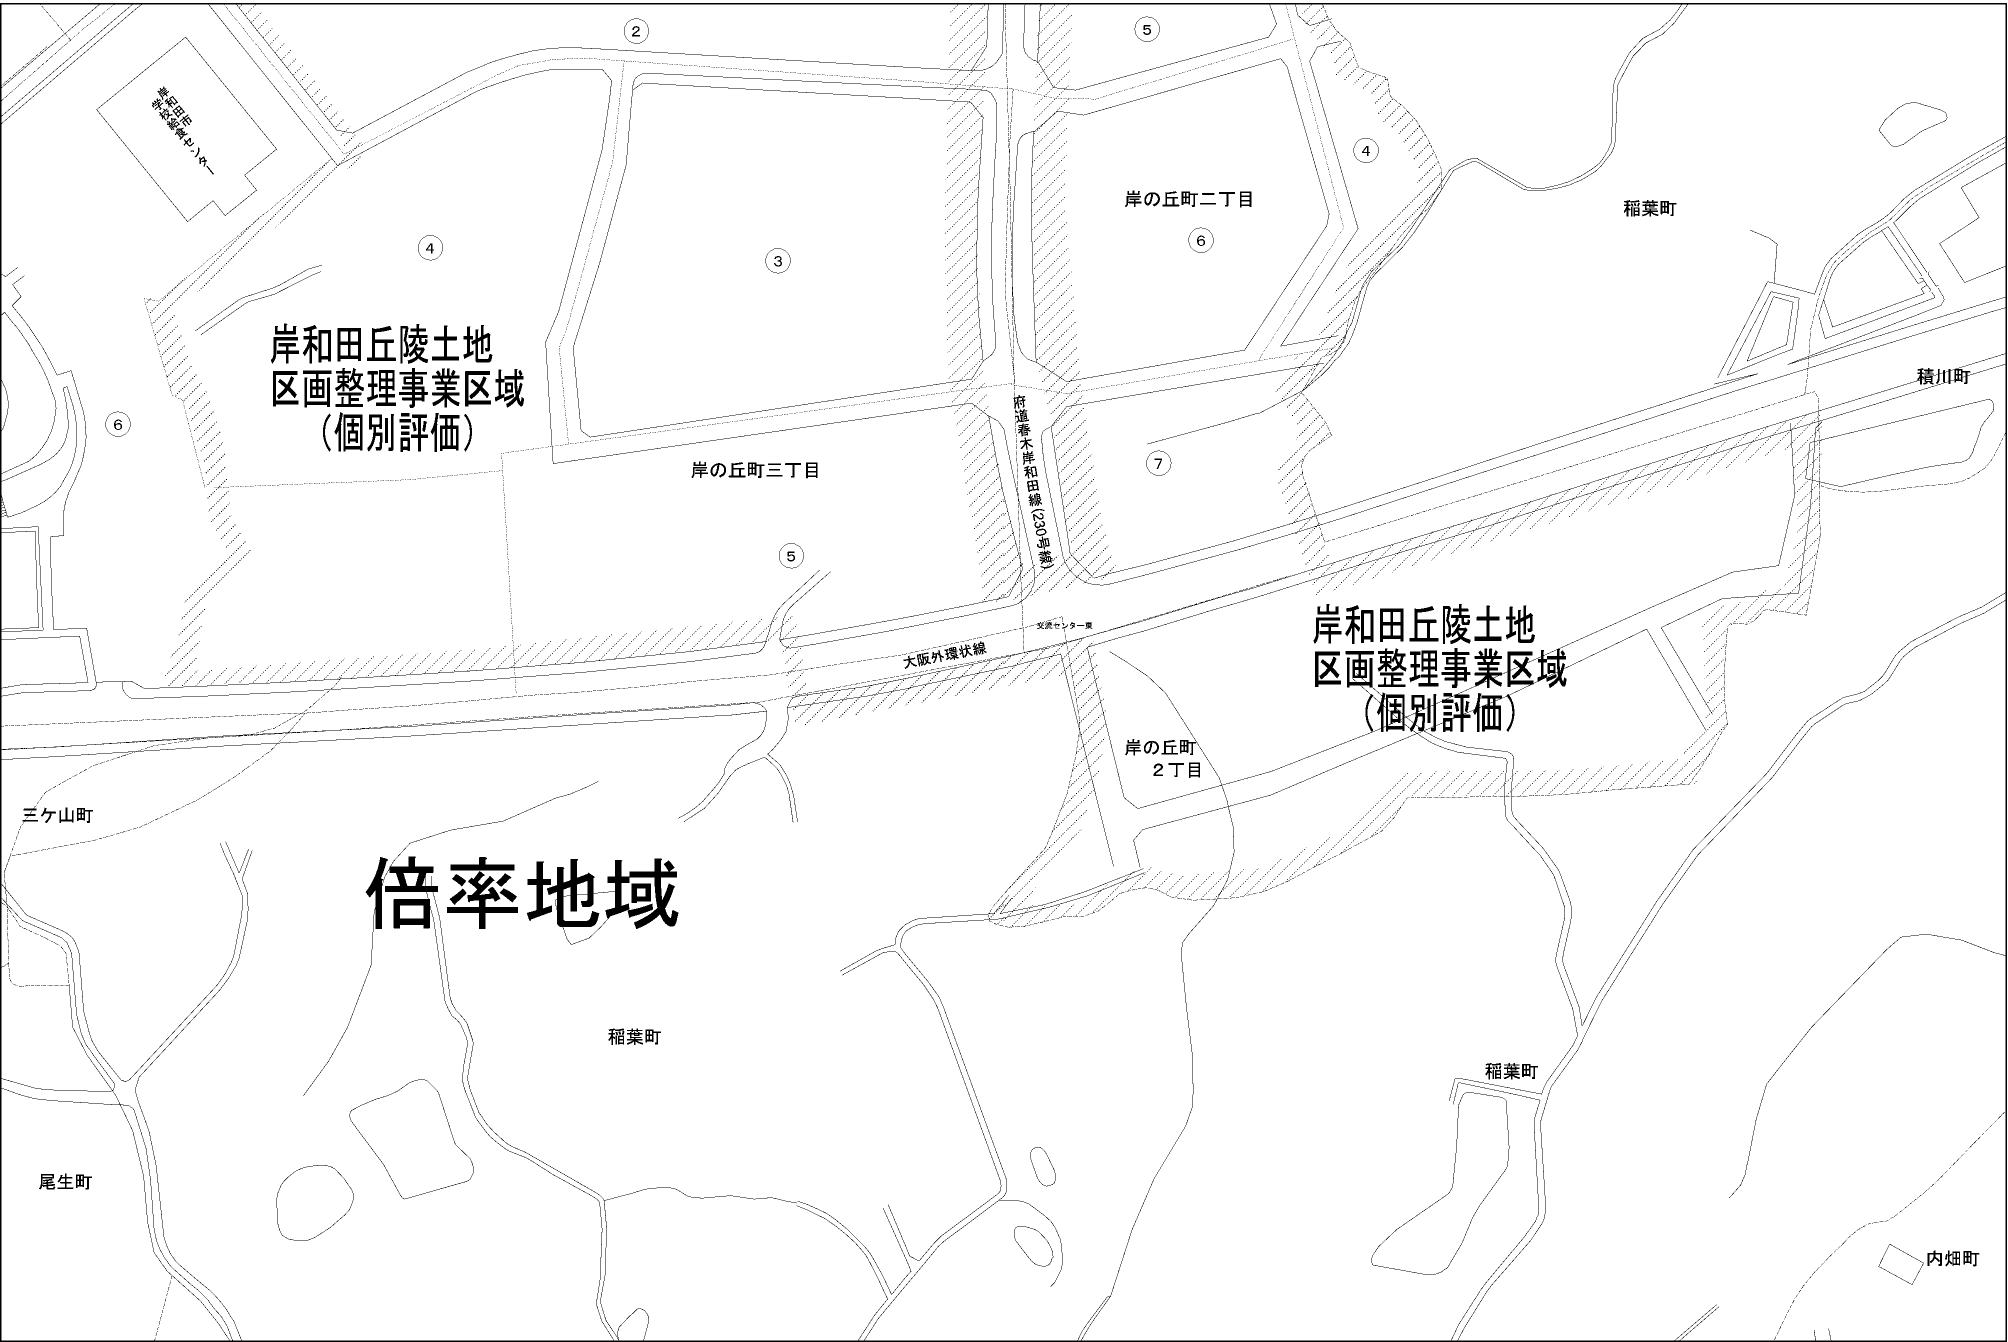 ②
⑤
岸和田市
学校給食センター
④
岸の丘町二丁目
稲葉町
⑥
④
③
岸和田丘陵土地
区画整理事業区域
（個別評価）
積川町
⑥
府道春木岸和田線(230号線)
岸の丘町三丁目
⑦
⑤
交流センター東
大阪外環状線
岸和田丘陵土地
区画整理事業区域
（個別評価）
岸の丘町
２丁目
三ケ山町
倍率地域
稲葉町
稲葉町
尾生町
内畑町